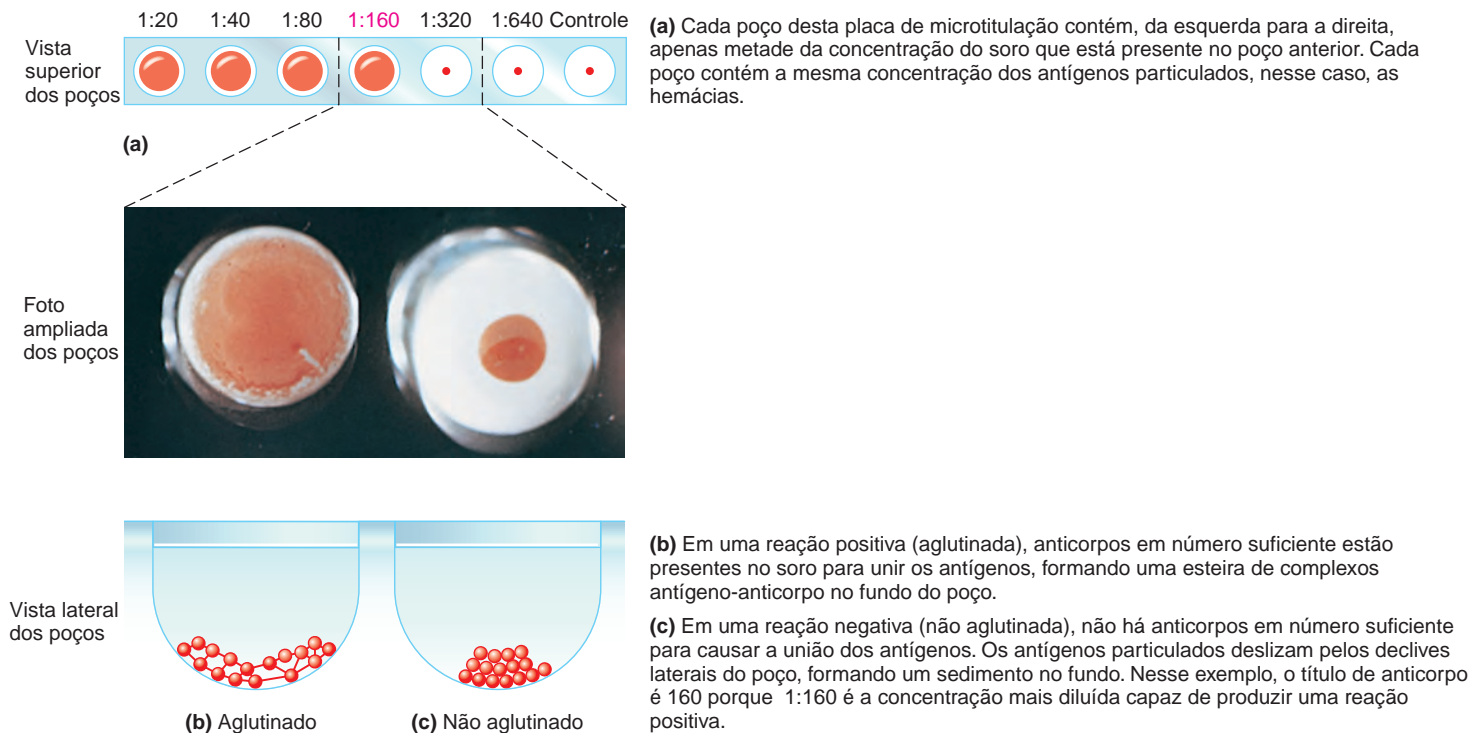 1:20 1:40 1:80 1:160 1:320 1:640 Controle
Vista
superior
dos poços
(a)
(a) Cada poço desta placa de microtitulação contém, da esquerda para a direita,
apenas metade da concentração do soro que está presente no poço anterior. Cada
poço contém a mesma concentração dos antígenos particulados, nesse caso, as
hemácias.
Foto
ampliada
dos poços
Vista lateral
dos poços
(b) Aglutinado
(c) Não aglutinado
(b) Em uma reação positiva (aglutinada), anticorpos em número suficiente estão
presentes no soro para unir os antígenos, formando uma esteira de complexos
antígeno-anticorpo no fundo do poço.
(c) Em uma reação negativa (não aglutinada), não há anticorpos em número suficiente
para causar a união dos antígenos. Os antígenos particulados deslizam pelos declives
laterais do poço, formando um sedimento no fundo. Nesse exemplo, o título de anticorpo
é 160 porque 1:160 é a concentração mais diluída capaz de produzir uma reação
positiva.